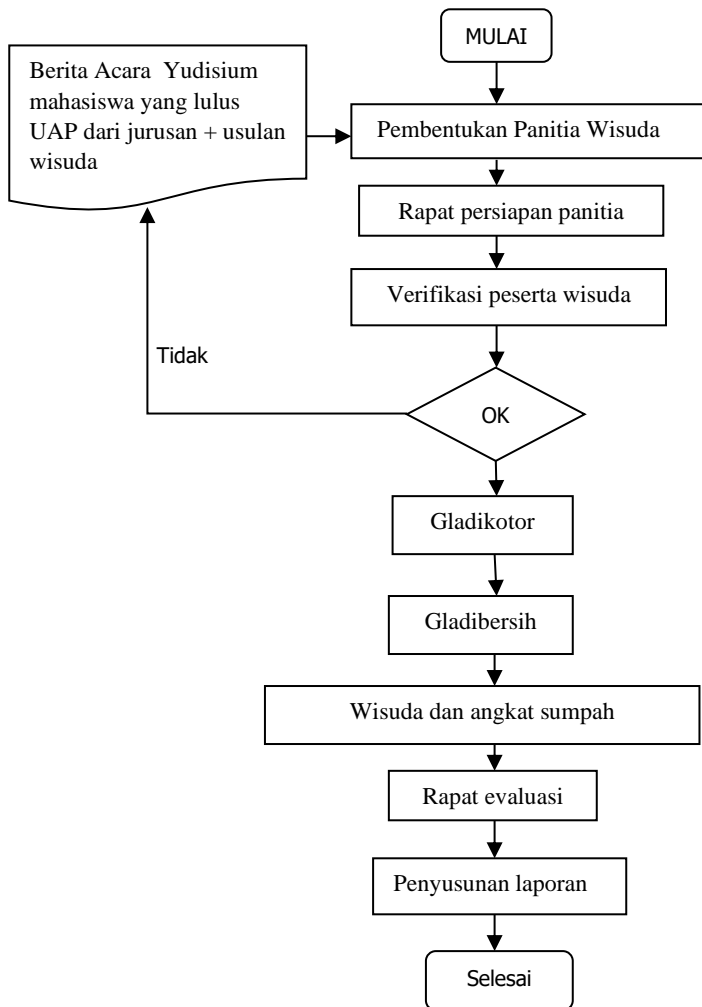 MULAI
Berita Acara Yudisium
mahasiswa yang lulus
UAP dari jurusan + usulan
wisuda
Pembentukan Panitia Wisuda
Rapat persiapan panitia
Verifikasi peserta wisuda
Tidak
OK
Gladikotor
Gladibersih
Wisuda dan angkat sumpah
Rapat evaluasi
Penyusunan laporan
Selesai